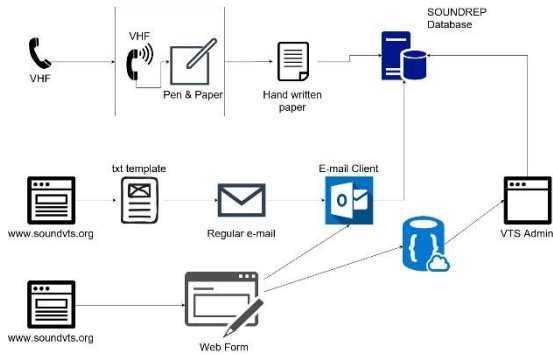 SOUNDREP
Database
VHF
VHF
Pen & Paper
Hand written
paper
txt template
E-mail Client
www.soundvts.org
Regular e-mail
O
VTS Admin
{ }
www.soundvts.org
Web Form